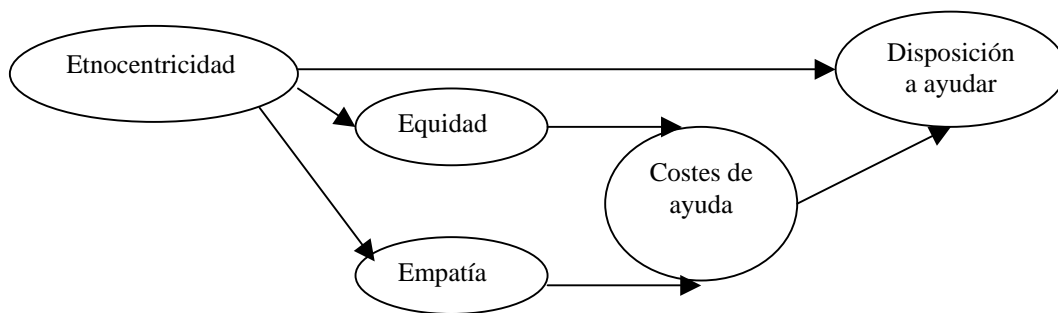 Etnocentricidad
Disposición
a ayudar
Equidad
Costes de
ayuda
Empatía